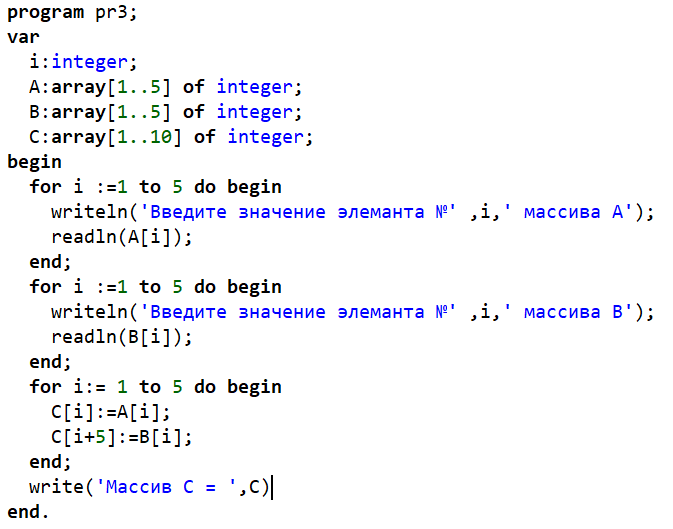 program pr3;
var
  i:integer;
  A:array[1..5] of integer;
  B:array[1..5] of integer;
  C:array[1..10] of integer;
begin
  for i :=1 to 5 do begin
    writeln('Введите значение элеманта №' ,i,' массива A');
    readln(A[i]);
  end;
  for i :=1 to 5 do begin
    writeln('Введите значение элеманта №' ,i,' массива B');
    readln(B[i]);
  end;
  for i:= 1 to 5 do begin
    C[i]:=A[i];
    C[i+5]:=B[i];
  end;
  write('Массив C = ',C)
end.